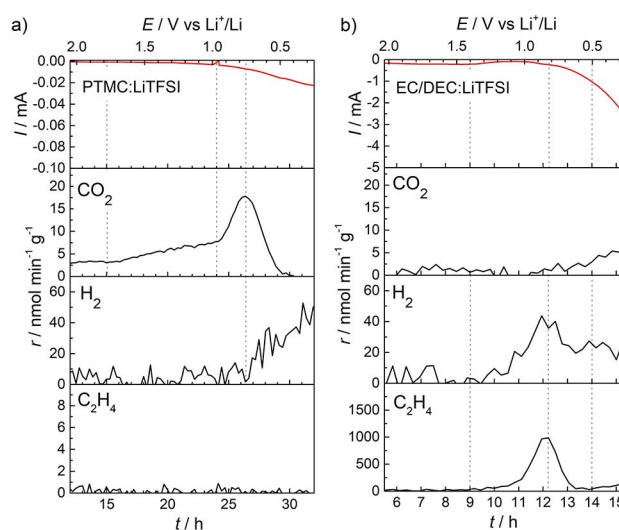 a)
E / V vs Li⁺/Li
2.0 1.5 1.0 0.5
I / mA
0.00
-0.02
-0.04
-0.06
-0.08
-0.10
PTMC:LiTFSI
CO₂
20
15
10
5
0
r / nmol min⁻¹ g⁻¹
H₂
60
40
20
0
C₂H₄
8
6
4
2
0
15 20 25 30
t / h
b)
E / V vs Li⁺/Li
2.0 1.5 1.0 0.5
I / mA
0
-1
-2
-3
-4
-5
EC/DEC:LiTFSI
CO₂
20
15
10
5
0
r / nmol min⁻¹ g⁻¹
H₂
60
40
20
0
C₂H₄
1500
1000
500
0
6 7 8 9 10 11 12 13 14 15
t / h